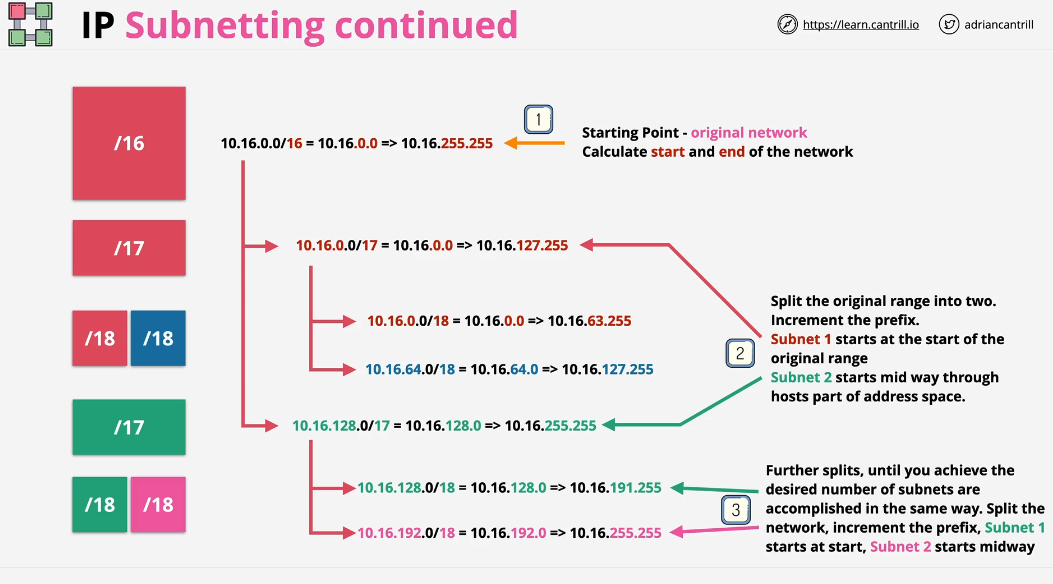 IP Subnetting continued
https://learn.cantrill.io
adriancantrill
/16
10.16.0.0/16 = 10.16.0.0 => 10.16.255.255
1
Starting Point - original network
Calculate start and end of the network
/17
10.16.0.0/17 = 10.16.0.0 => 10.16.127.255
/18
/18
10.16.0.0/18 = 10.16.0.0 => 10.16.63.255
10.16.64.0/18 = 10.16.64.0 => 10.16.127.255
2
Split the original range into two.
Increment the prefix.
Subnet 1 starts at the start of the
original range
Subnet 2 starts mid way through
hosts part of address space.
/17
10.16.128.0/17 = 10.16.128.0 => 10.16.255.255
/18
/18
10.16.128.0/18 = 10.16.128.0 => 10.16.191.255
10.16.192.0/18 = 10.16.192.0 => 10.16.255.255
3
Further splits, until you achieve the
desired number of subnets are
accomplished in the same way. Split the
network, increment the prefix, Subnet 1
starts at start, Subnet 2 starts midway